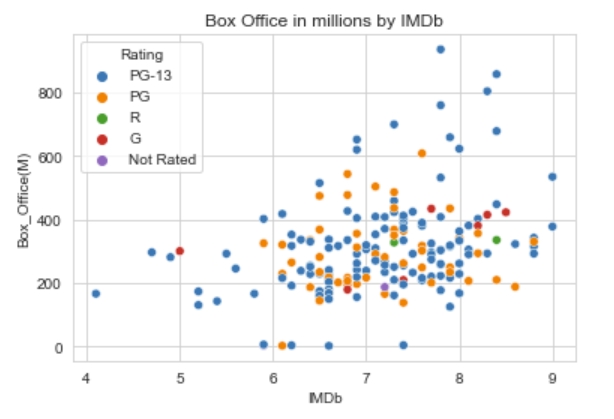 Box Office in millions by IMDb
Rating
PG-13
PG
R
G
Not Rated
Box_Office(M)
800
600
400
200
0
4 5 6 7 8 9
IMDb